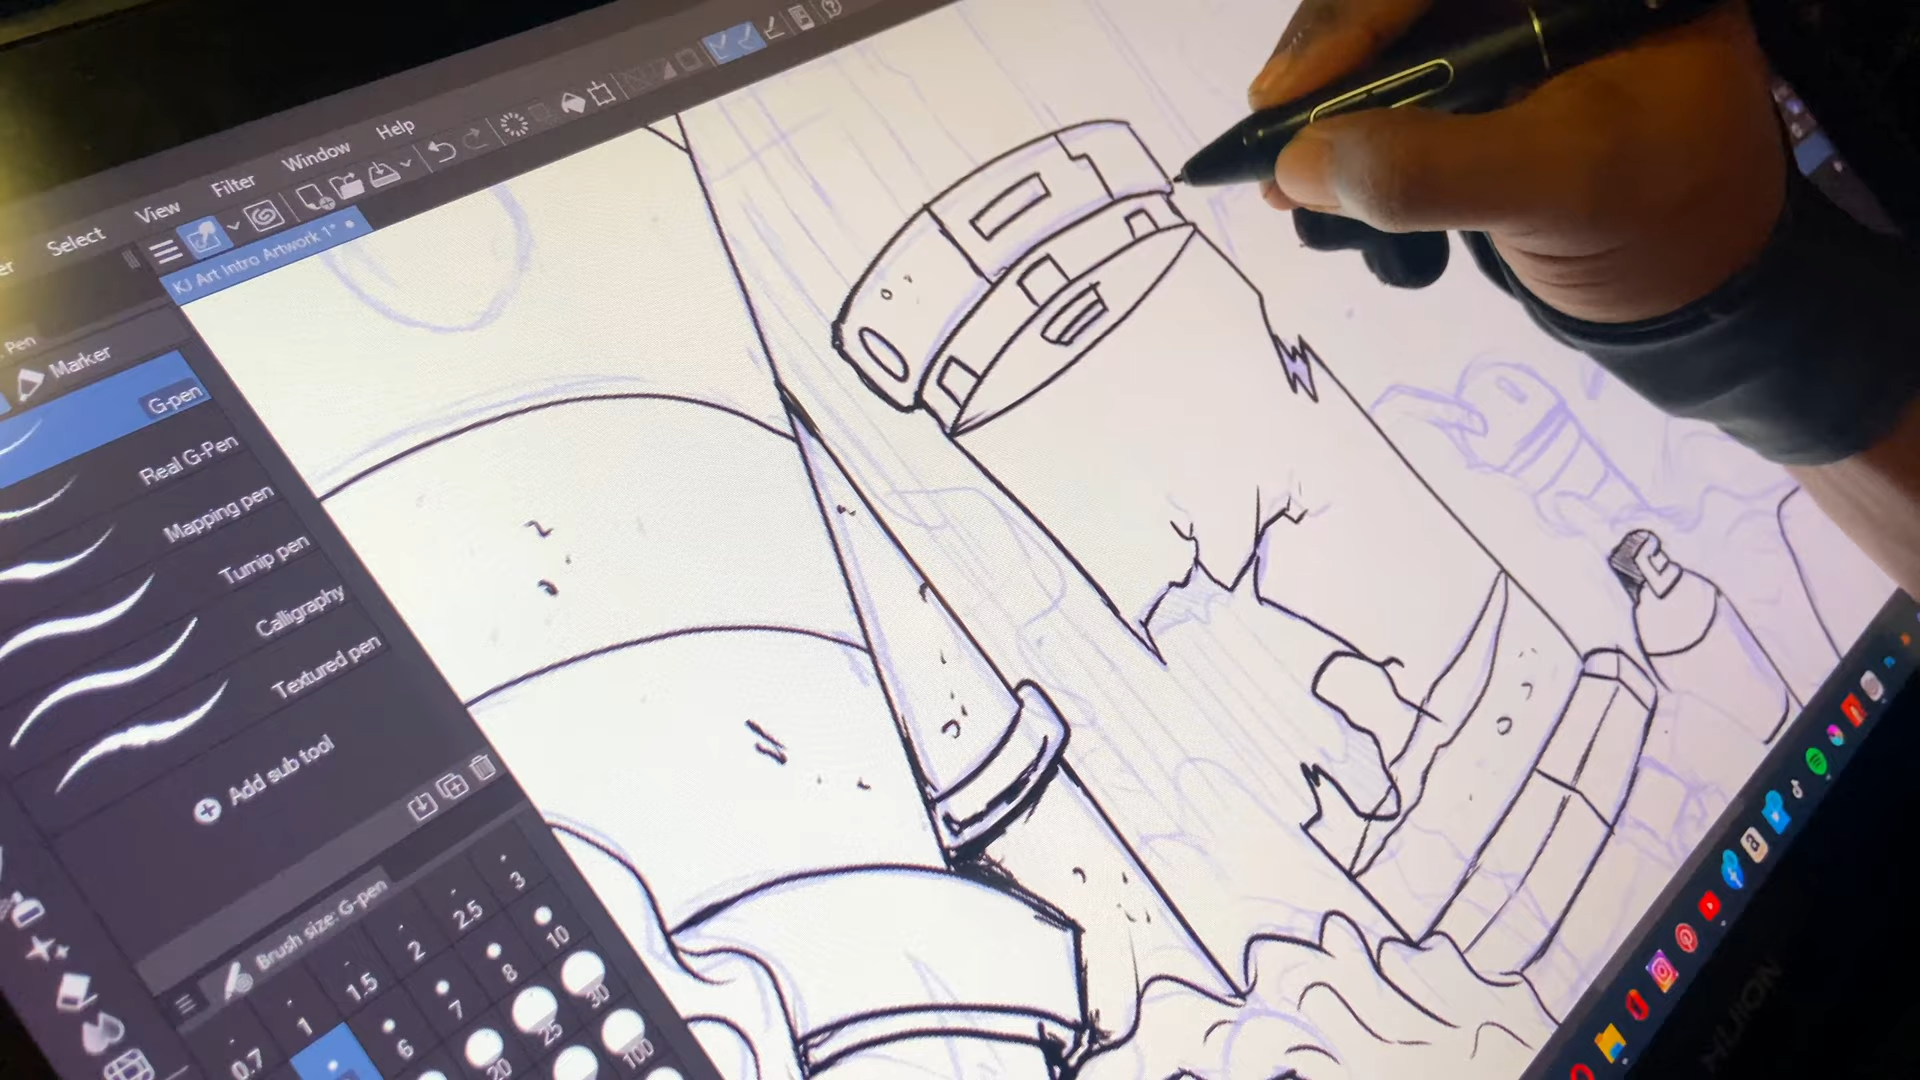 Select
View
Filter
Window
Help
KJ Art Intro Artwork 1*
Pen
Marker
G-pen
Real G-Pen
Mapping pen
Turnip pen
Calligraphy
Textured pen
Add sub tool
Brush size: G-pen
0.7 1 1.5 2 2.5 3
6 7 8 10
20 25 30
100
HUION